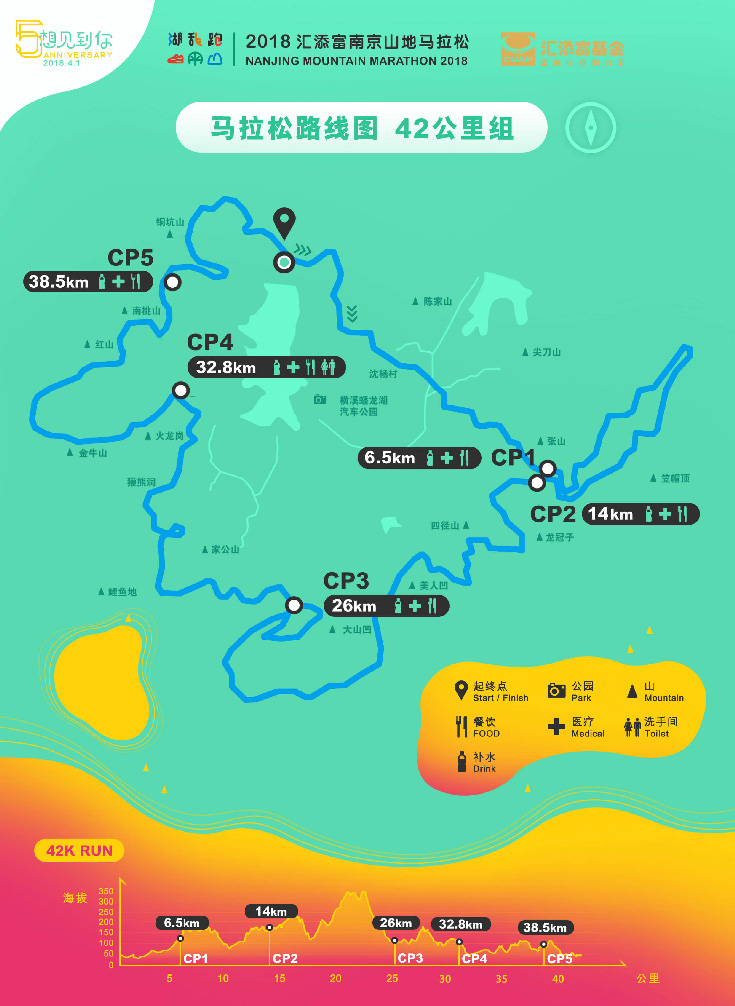 5想见到你
ANNIVERSARY
2018.4.1
湖乱跑
2018 汇添富南京山地马拉松
NANJING MOUNTAIN MARATHON 2018
汇添富基金
马拉松路线图 42公里组
铜坑山
CP5
38.5km
南桃山
红山
CP4
32.8km
陈家山
尖刀山
沈杨村
横溪蟠龙湖
汽车公园
金牛山
火龙岗
猿熊洞
6.5km
CP1
张山
笠帽顶
CP2
14km
四径山
龙冠子
家公山
鲤鱼地
CP3
26km
美人凹
大山凹
起终点
Start / Finish
公园
Park
山
Mountain
餐饮
FOOD
医疗
Medical
洗手间
Toilet
补水
Drink
42K RUN
海拔
350
300
250
200
150
100
50
0
6.5km
14km
26km
32.8km
38.5km
CP1
CP2
CP3
CP4
CP5
5
10
15
20
25
30
35
40
公里